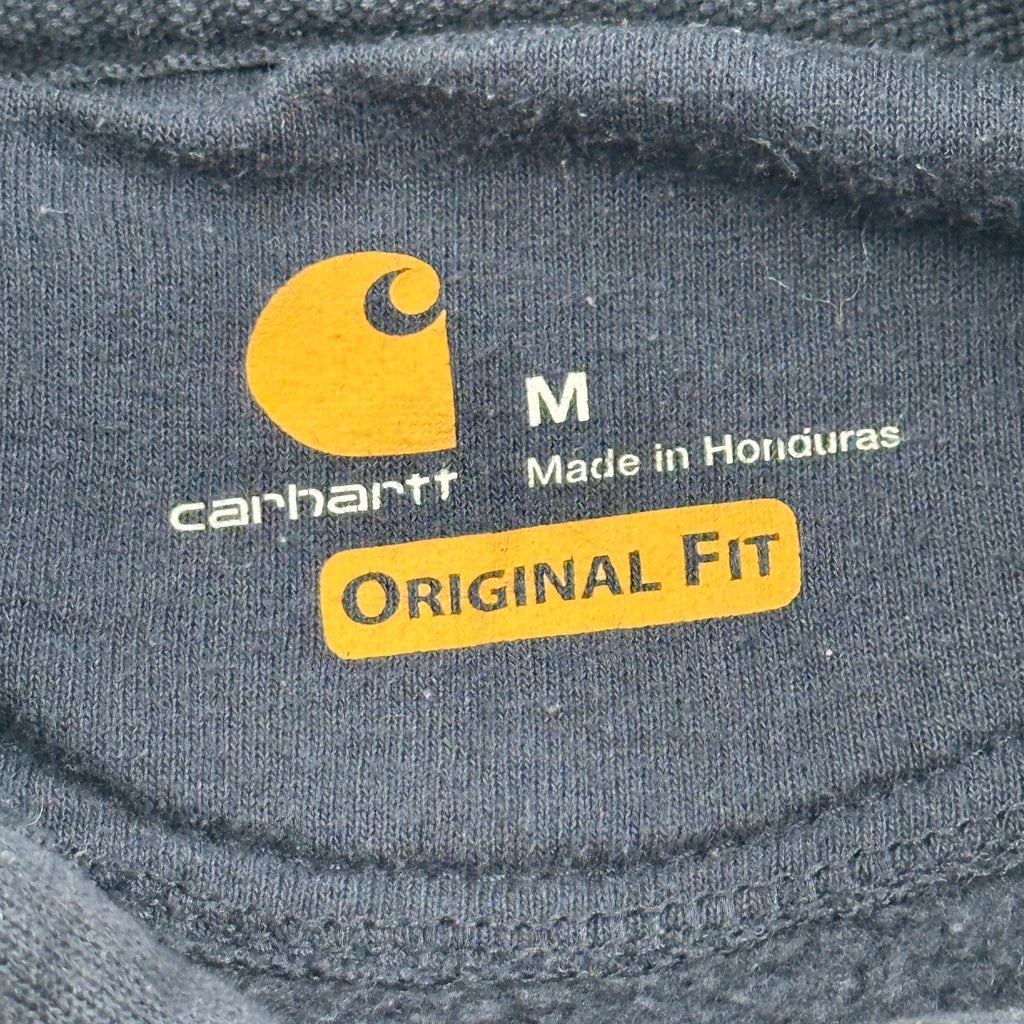 carhartt
M
Made in Honduras
ORIGINAL FIT